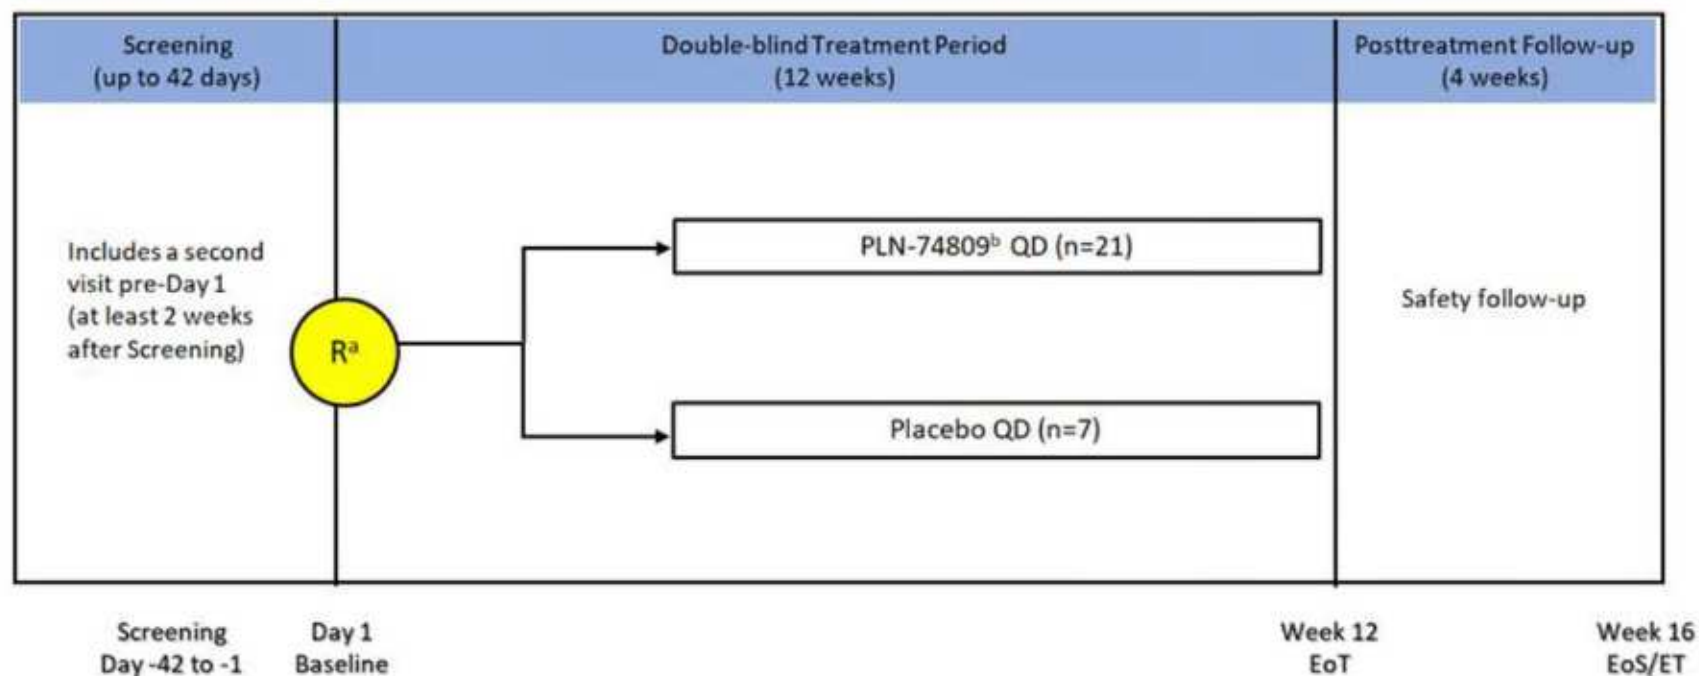 Screening
(up to 42 days)
Double-blind Treatment Period
(12 weeks)
Posttreatment Follow-up
(4 weeks)
Includes a second
visit pre-Day 1
(at least 2 weeks
after Screening)
Rᵃ
PLN-74809ᵇ QD (n=21)
Placebo QD (n=7)
Safety follow-up
Screening
Day -42 to -1
Day 1
Baseline
Week 12
EoT
Week 16
EoS/ET